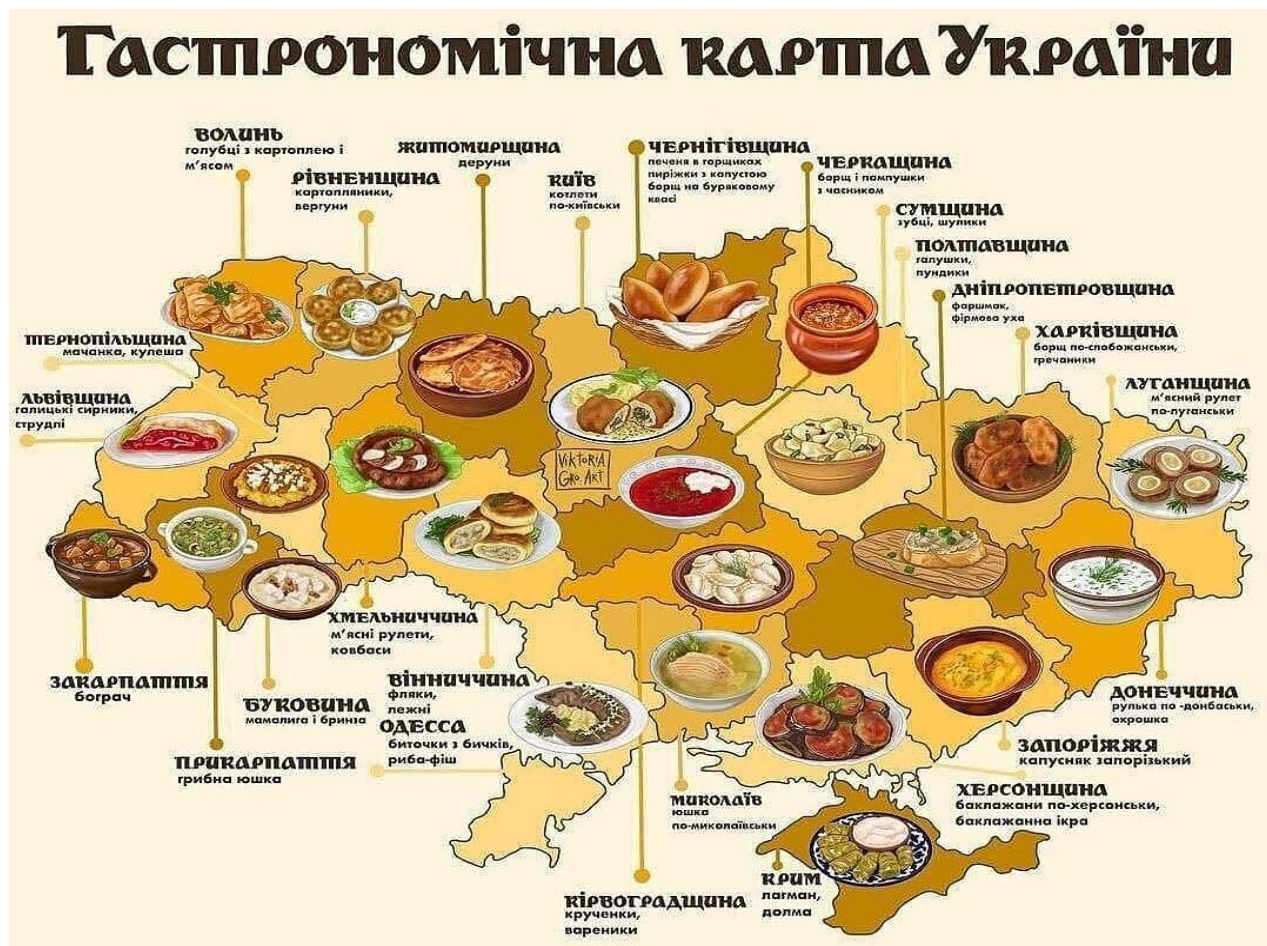 Гастрономічна карта України
ВОЛИНЬ
голубці з картоплею і
м'ясом
РІВНЕНЩИНА
картопляники,
вергуни
ЖИТОМИРЩИНА
деруни
КИЇВ
котлети
по-київськи
ЧЕРНІГІВЩИНА
печеня в горщиках
пиріжки з капустою
борщ на буряковому
квасі
ЧЕРКАЩИНА
борщ і пампушки
з часником
СУМЩИНА
зубці, шулики
ПОЛТАВЩИНА
галушки,
пундики
ДНІПРОПЕТРОВЩИНА
фаршмак,
фірмова уха
ХАРКІВЩИНА
борщ по-слобожанськи,
гречаники
ЛУГАНЩИНА
м'ясний рулет
по-луганськи
ТЕРНОПІЛЬЩИНА
мачанка, кулеша
ЛЬВІВЩИНА
галицькі сирники,
струдлі
VIKTORIA
GRO.ART
ЗАКАРПАТТЯ
бограч
ПРИКАРПАТТЯ
грибна юшка
БУКОВИНА
мамалига і бринза
ХМЕЛЬНИЧЧИНА
м'ясні рулети,
ковбаси
ВІННИЧЧИНА
фляки,
лежні
ОДЕССА
биточки з бичків,
риба-фіш
КІРВОГРАДЩИНА
крученки,
вареники
МИКОЛАЇВ
юшка
по-миколаївськи
КРИМ
лагман,
долма
ХЕРСОНЩИНА
баклажани по-херсонськи,
баклажанна ікра
ЗАПОРІЖЖЯ
капусняк запорізький
ДОНЕЧЧИНА
рулька по -донбаськи,
окрошка